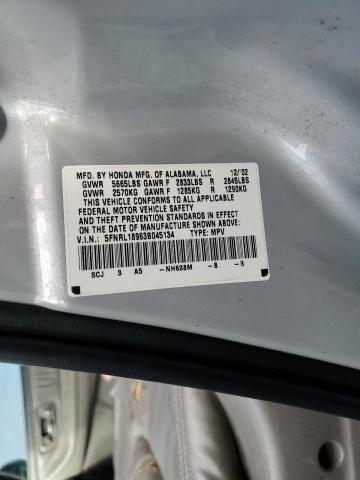 MFD. BY HONDA MFG. OF ALABAMA, LLC 12/02
GVWR 5665LBS GAWR F 2833LBS R 2845LBS
GVWR 2570KG GAWR F 1285KG R 1290KG
THIS VEHICLE CONFORMS TO ALL APPLICABLE
FEDERAL MOTOR VEHICLE SAFETY
AND THEFT PREVENTION STANDARDS IN EFFECT
ON THE DATE OF MANUFACTURE SHOWN ABOVE.
V.I.N: 5FNRL18963B045134 TYPE: MPV
SCJ 3 A5 -NH638M -B -B